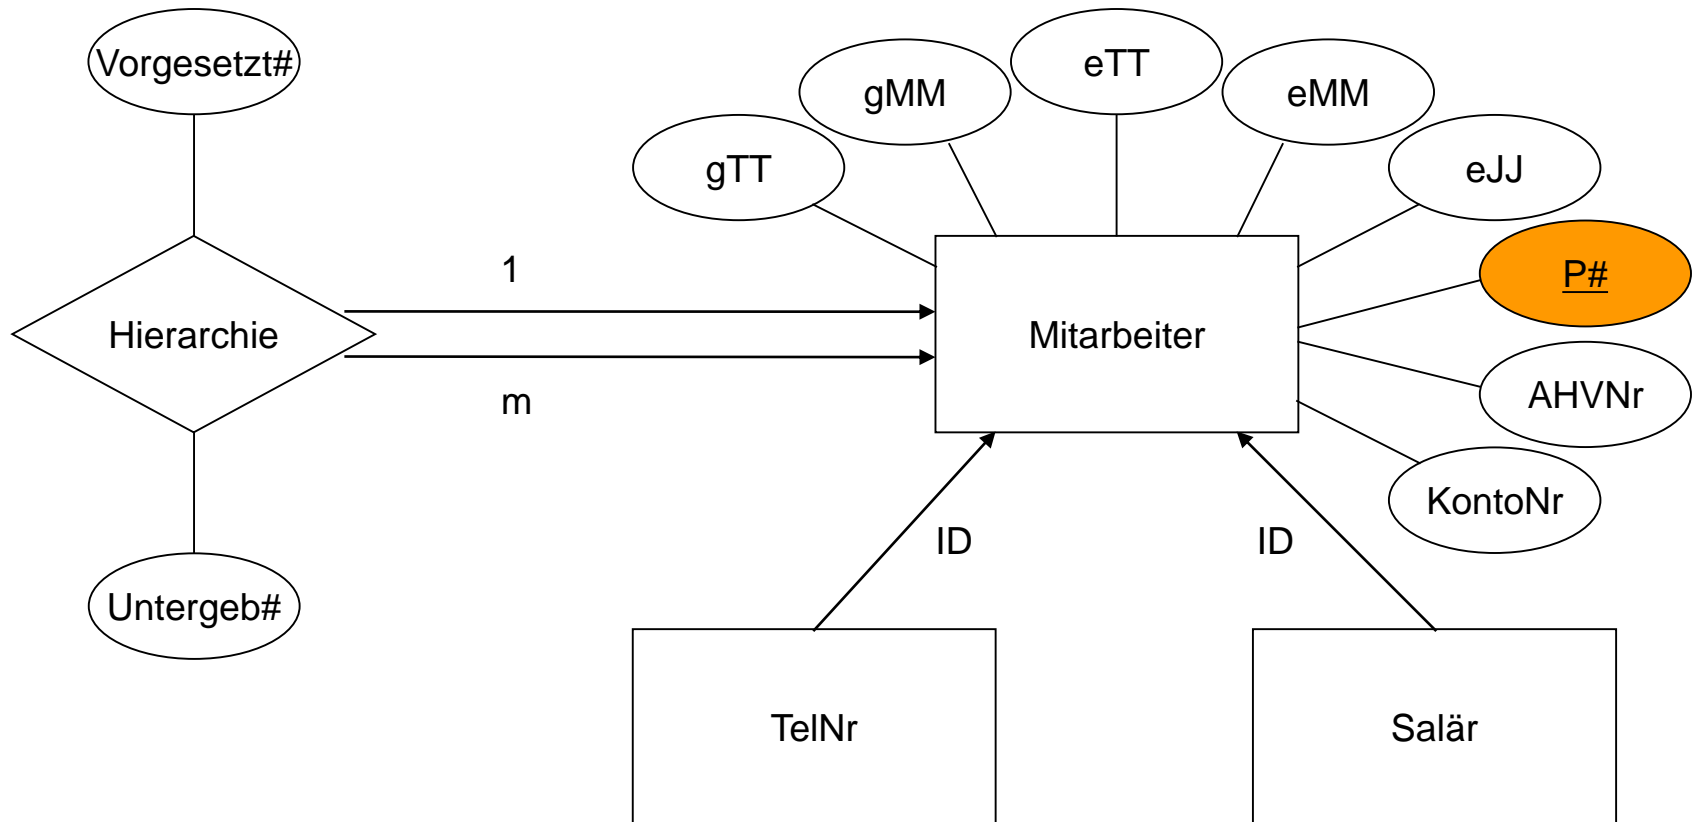 Vorgesetzt#
gTT
gMM
eTT
eMM
eJJ
P#
AHVNr
KontoNr
Hierarchie
1
m
Mitarbeiter
Untergeb#
ID
ID
TelNr
Salär